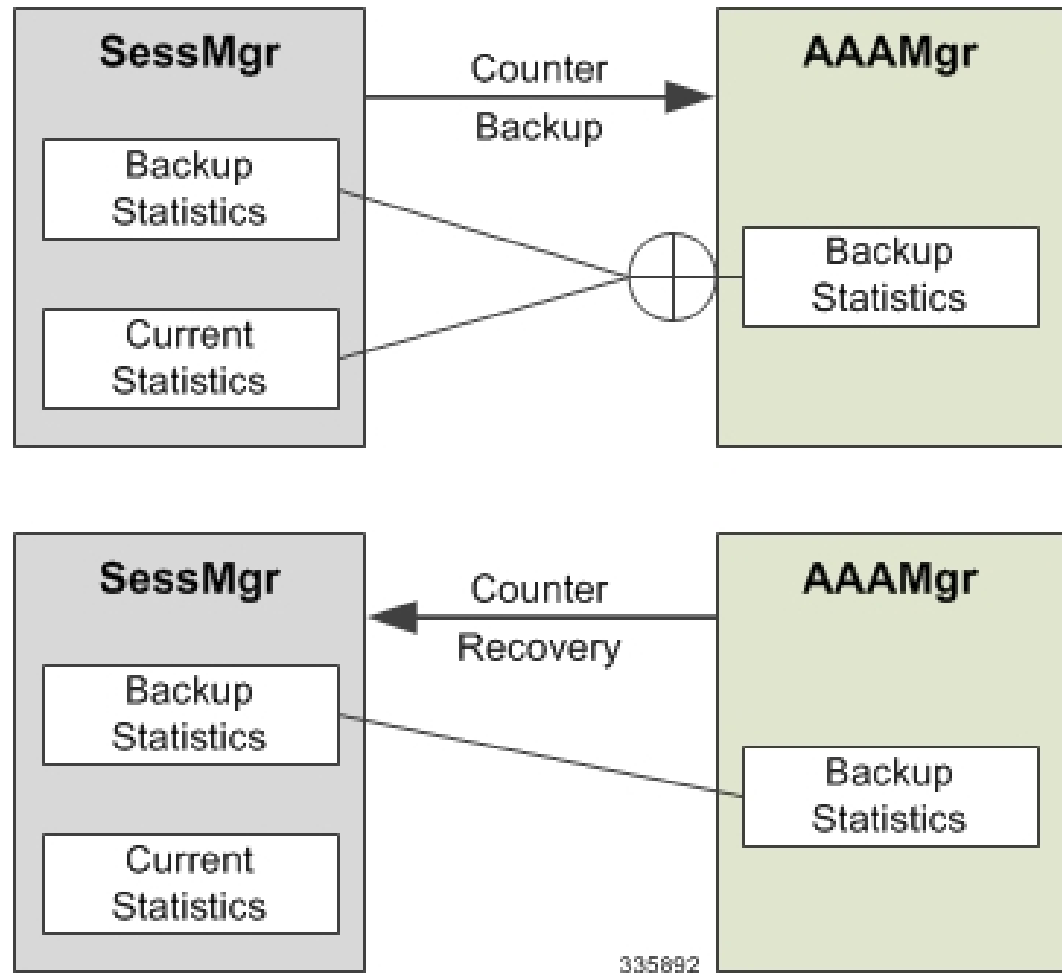 SessMgr
Counter
Backup
AAAMgr
Backup
Statistics
Current
Statistics
Backup
Statistics
SessMgr
Counter
Recovery
AAAMgr
Backup
Statistics
Current
Statistics
Backup
Statistics
335892